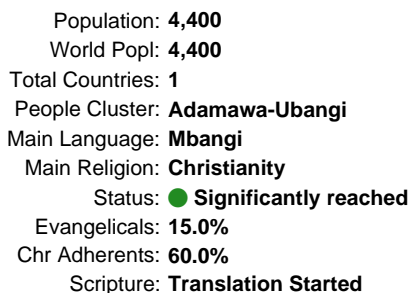 Population: 4,400
World Popl: 4,400
Total Countries: 1
People Cluster: Adamawa-Ubangi
Main Language: Mbangi
Main Religion: Christianity
Status: Significantly reached
Evangelicals: 15.0%
Chr Adherents: 60.0%
Scripture: Translation Started